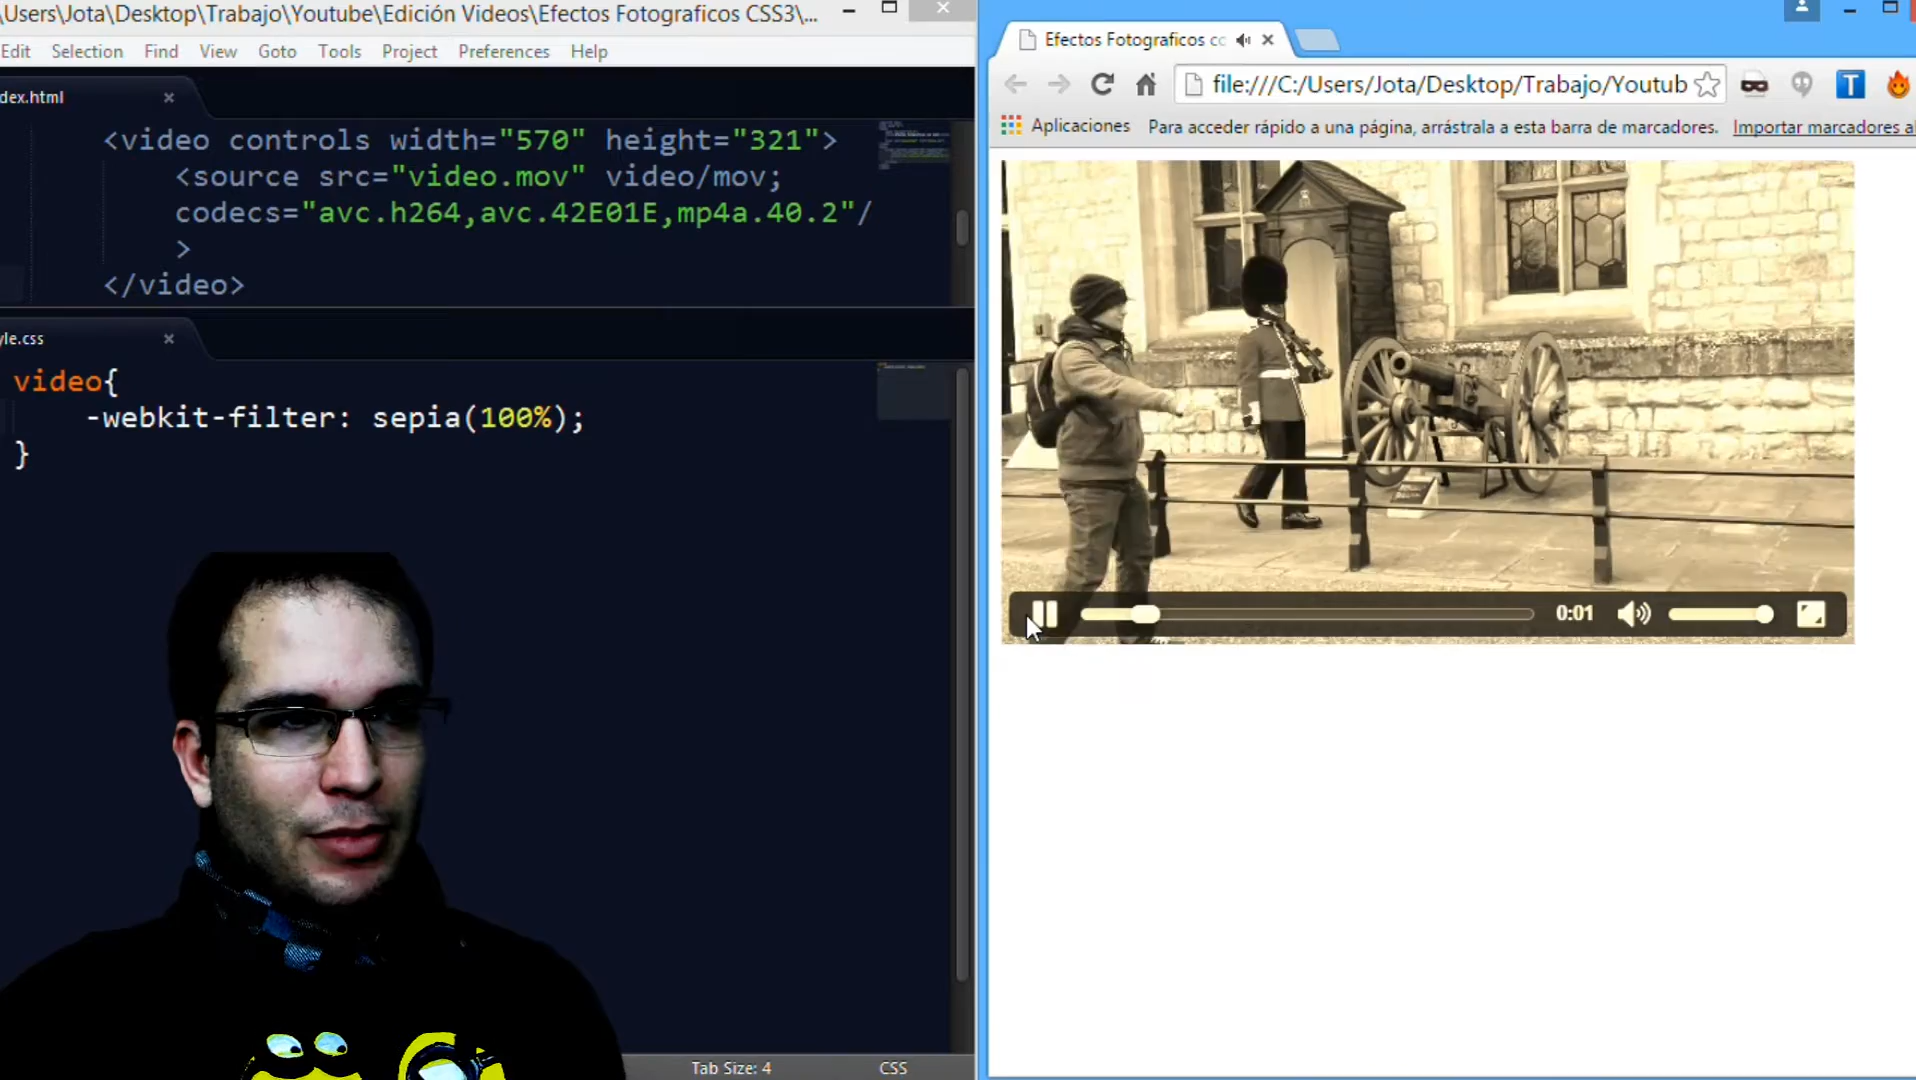 \Users\Jota\Desktop\Trabajo\Youtube\Edición Videos\Efectos Fotograficos CSS3\...
Edit Selection Find View Goto Tools Project Preferences Help
dex.html
<video controls width="570" height="321">
<source src="video.mov" video/mov;
codecs="avc.h264,avc.42E01E,mp4a.40.2"/
>
</video>
yle.css
video{
-webkit-filter: sepia(100%);
}
Tab Size: 4 CSS
Efectos Fotograficos cc
file:///C:/Users/Jota/Desktop/Trabajo/Youtub
T
Aplicaciones Para acceder rápido a una página, arrástrala a esta barra de marcadores. Importar marcadores a
0:01